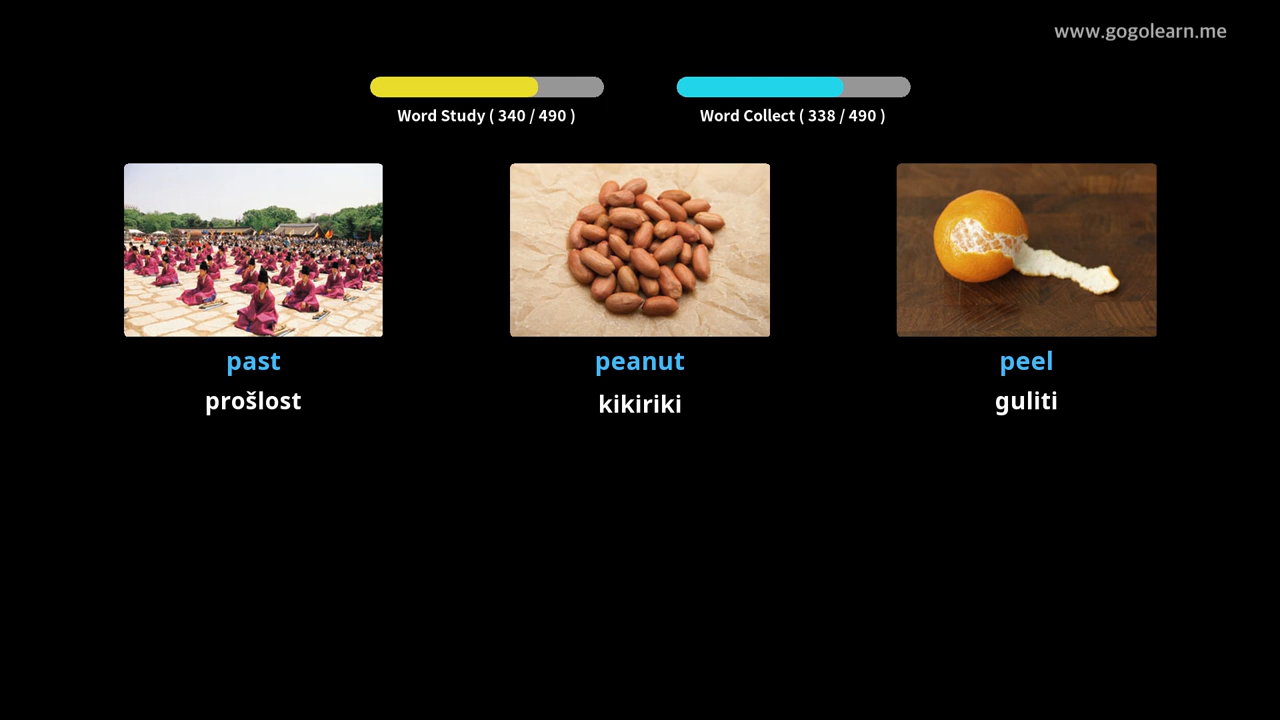 www.gogolearn.me
Word Study ( 340 / 490 )
Word Collect ( 338 / 490 )
past
peanut
peel
prošlost
kikiriki
guliti